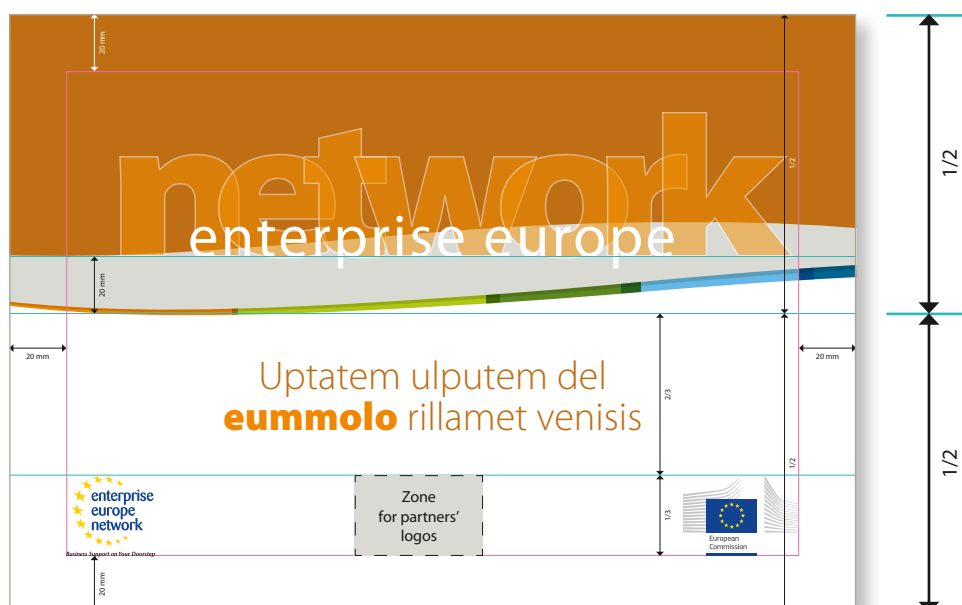 20 mm
1/2
1/2
network
enterprise europe
20 mm
20 mm
20 mm
Uptatem ulputem del
eummolo rillamet venisis
2/3
1/2
1/2
enterprise
europe
network
Business Support on Your Doorstep
Zone
for partners'
logos
1/3
European
Commission
20 mm